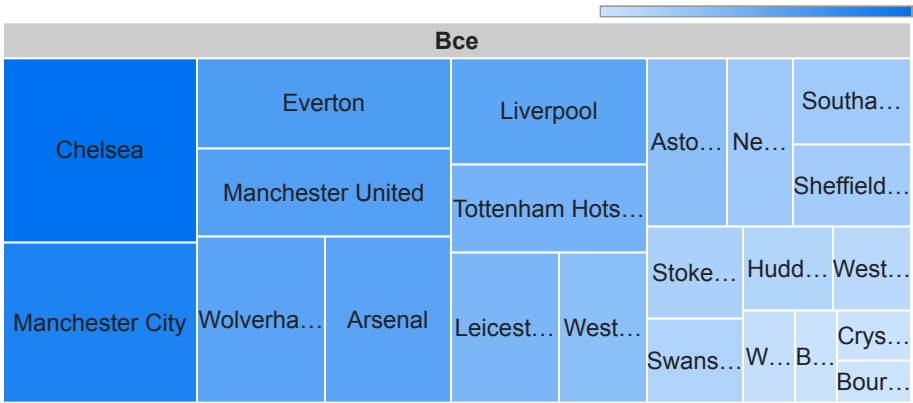 Все
Chelsea
Manchester City
Everton
Manchester United
Wolverha…
Arsenal
Liverpool
Tottenham Hots…
Leicest…
West…
Asto…
Ne…
Southa…
Sheffield…
Stoke…
Swans…
Hudd…
West…
W…
B…
Crys…
Bour…